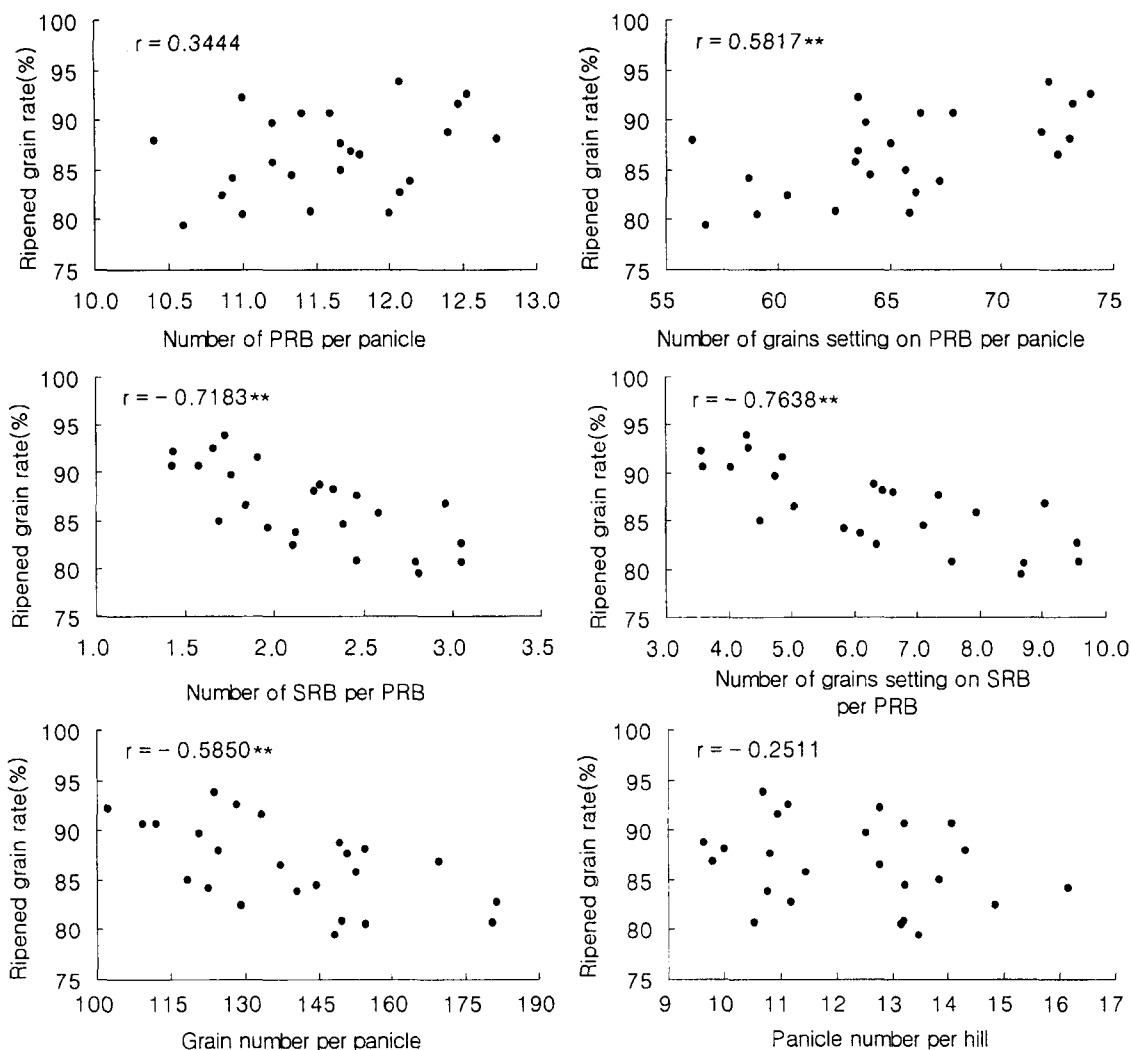 100
95
90
85
80
75
Ripened grain rate(%)
r = 0.3444
10.0 10.5 11.0 11.5 12.0 12.5 13.0
Number of PRB per panicle
100
95
90
85
80
75
Ripened grain rate(%)
r = 0.5817**
55 60 65 70 75
Number of grains setting on PRB per panicle
100
95
90
85
80
75
Ripened grain rate(%)
r = - 0.7183**
1.0 1.5 2.0 2.5 3.0 3.5
Number of SRB per PRB
100
95
90
85
80
75
Ripened grain rate(%)
r = - 0.7638**
3.0 4.0 5.0 6.0 7.0 8.0 9.0 10.0
Number of grains setting on SRB
per PRB
100
95
90
85
80
75
Ripened grain rate(%)
r = - 0.5850**
100 115 130 145 160 175 190
Grain number per panicle
100
95
90
85
80
75
Ripened grain rate(%)
r = - 0.2511
9 10 11 12 13 14 15 16 17
Panicle number per hill